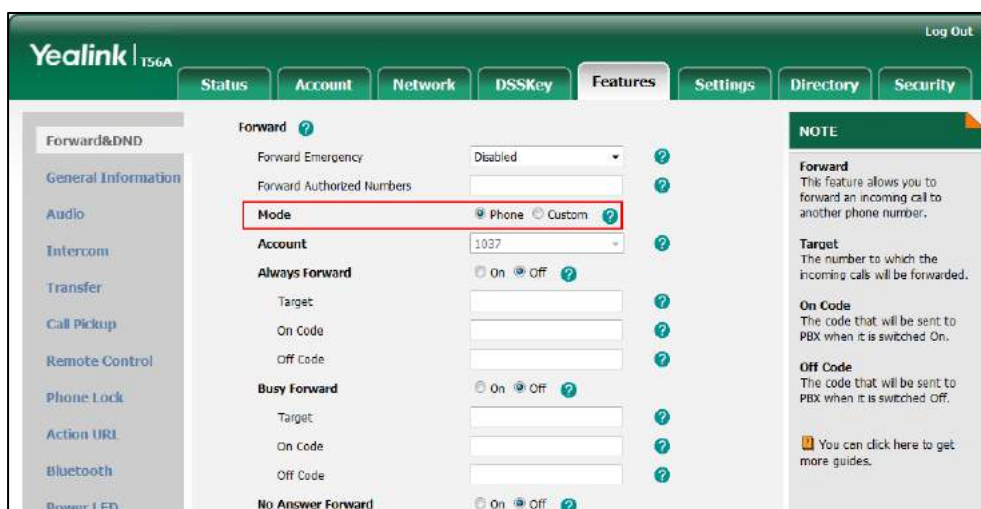 Log Out
Yealink | T56A
Status Account Network DSSKey Features Settings Directory Security
Forward&DND
General Information
Audio
Intercom
Transfer
Call Pickup
Remote Control
Phone Lock
Action URL
Bluetooth
Power LED
Forward ?
Forward Emergency Disabled ?
Forward Authorized Numbers ?
Mode Phone Custom ?
Account 1037 ?
Always Forward On Off ?
Target ?
On Code ?
Off Code ?
Busy Forward On Off ?
Target ?
On Code ?
Off Code ?
No Answer Forward On Off ?
NOTE
Forward
This feature allows you to
forward an incoming call to
another phone number.
Target
The number to which the
incoming calls will be forwarded.
On Code
The code that will be sent to
PBX when it is switched On.
Off Code
The code that will be sent to
PBX when it is switched Off.
You can click here to get
more guides.